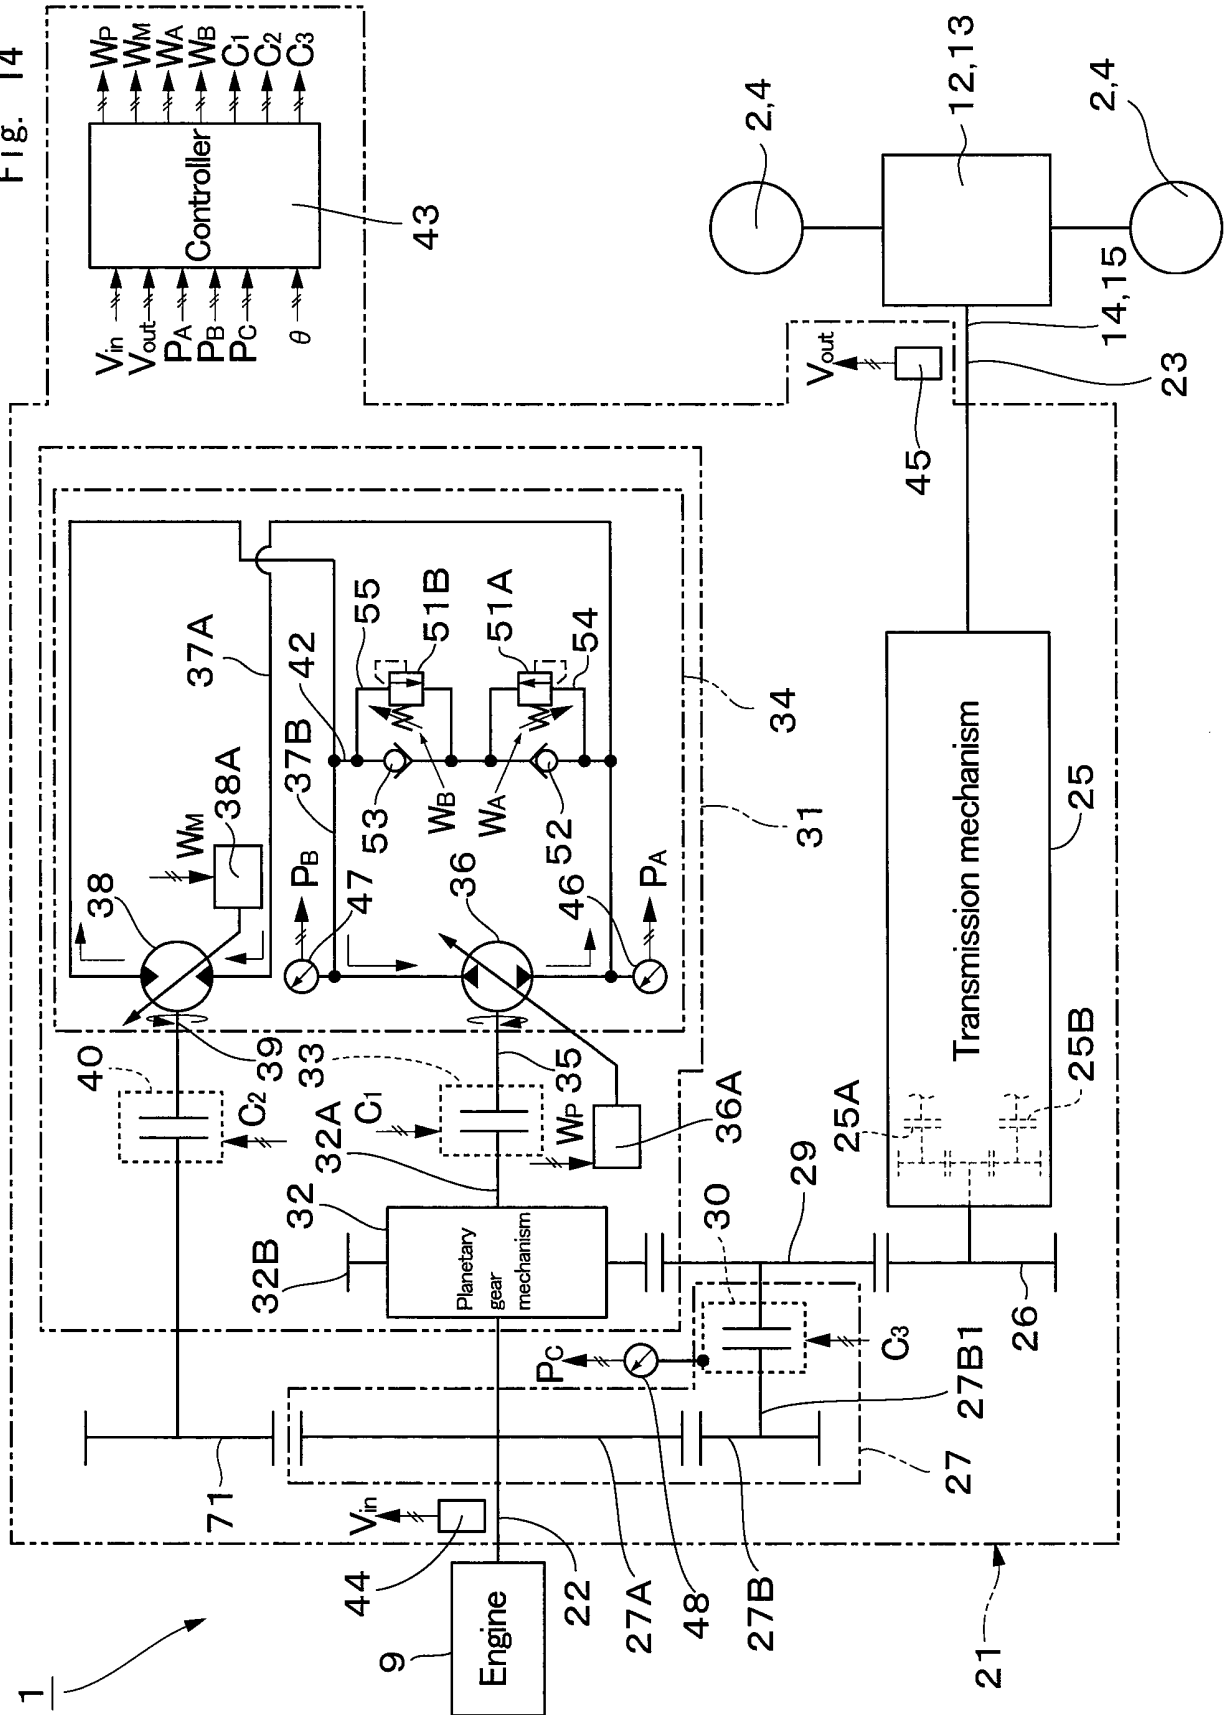 Fig. 14
1
Controller
43
Vin
Vout
PA
PB
PC
θ
WP
WM
WA
WB
C1
C2
C3
9
Engine
44
Vin
22
71
27A
48
27B
21
27
27B1
PC
C3
30
26
29
32B
32
32A
Planetary
gear
mechanism
40
C2
39
33
C1
35
WP
36A
38
WM
38A
37A
PB
47
37B
42
36
46
PA
53
WB
WA
52
55
51B
51A
54
34
31
25A
25B
Transmission mechanism
25
45
Vout
23
14,15
12,13
2,4
2,4